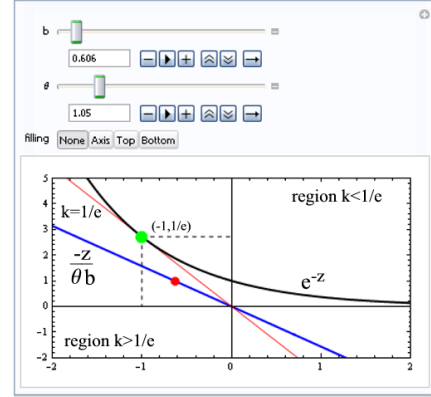 b
0.606
θ
1.05
filling None Axis Top Bottom
5
4
3
2
1
0
-1
-2
-2 -1 0 1 2
region k<1/e
k=1/e
(-1,1/e)
-z
θb
e^-z
region k>1/e